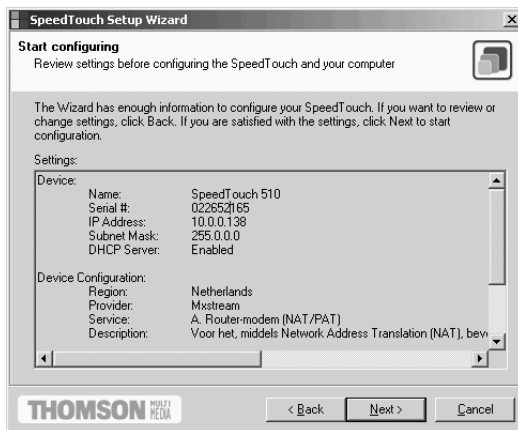 SpeedTouch Setup Wizard
Start configuring
Review settings before configuring the SpeedTouch and your computer
The Wizard has enough information to configure your SpeedTouch. If you want to review or
change settings, click Back. If you are satisfied with the settings, click Next to start
configuration.
Settings:
Device:
Name: SpeedTouch 510
Serial #: 022652165
IP Address: 10.0.0.138
Subnet Mask: 255.0.0.0
DHCP Server: Enabled
Device Configuration:
Region: Netherlands
Provider: Mxstream
Service: A. Router-modem (NAT/PAT)
Description: Voor het, middels Network Address Translation (NAT), bev
THOMSON MULTI MEDIA
< Back Next > Cancel